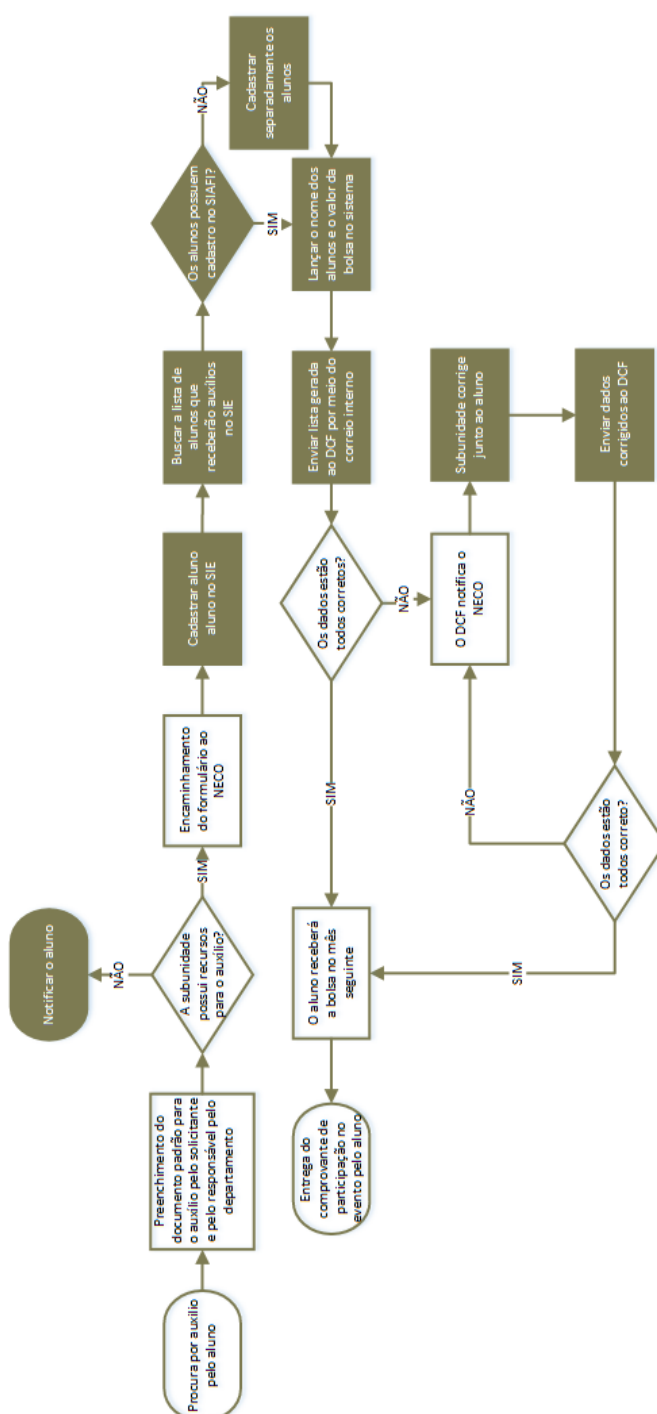 Procura por auxílio
pelo aluno
Preenchimento do
documento padrão para
o auxílio pelo solicitante
e pelo responsável pelo
departamento
A subunidade
possui recursos
para o auxílio?
NÃO
Notificar o aluno
SIM
Encaminhamento
do formulário ao
NECO
Cadastrar aluno
aluno no SIE
Buscar a lista de
alunos que
receberão auxílios
no SIE
Os alunos possuem
cadastro no SIAFI?
NÃO
Cadastrar
separadamente os
alunos
SIM
Lançar o nome dos
alunos e o valor da
bolsa no sistema
Enviar lista gerada
ao DCF por meio do
correio interno
Os dados estão
todos corretos?
NÃO
O DCF notifica o
NECO
Subunidade corrige
junto ao aluno
Enviar dados
corrigidos ao DCF
Os dados estão
todos correto?
NÃO
SIM
SIM
O aluno receberá
a bolsa no mês
seguinte
Entrega do
comprovante de
participação no
evento pelo aluno